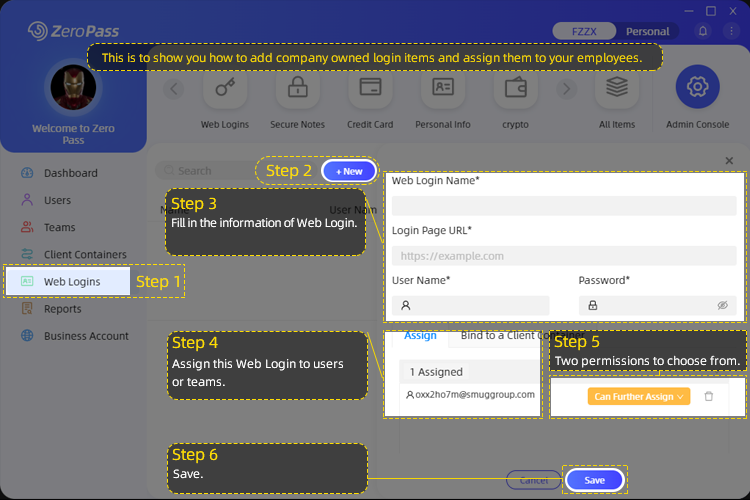 ZeroPass
FZZX
Personal
This is to show you how to add company owned login items and assign them to your employees.
Welcome to Zero
Pass
Web Logins
Secure Notes
Credit Card
Personal Info
crypto
All Items
Admin Console
Dashboard
Users
Teams
Client Containers
Web Logins
Reports
Business Account
Step 1
Search
Step 2
+ New
Name
User Nam
Step 3
Fill in the information of Web Login.
Web Login Name*
Login Page URL*
https://example.com
User Name*
Password*
Step 4
Assign this Web Login to users
or teams.
Assign
Bind to a Client Container
1 Assigned
oxx2ho7m@smuggroup.com
Step 5
Two permissions to choose from.
Can Further Assign
Step 6
Save.
Cancel
Save